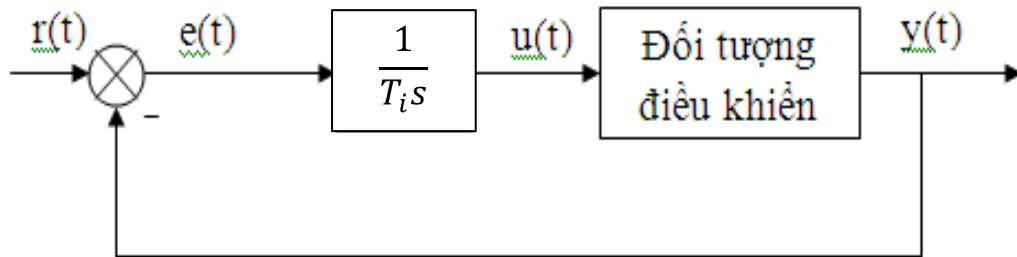 r(t)
e(t)
1
T_i s
u(t)
Đối tượng
điều khiển
y(t)
–